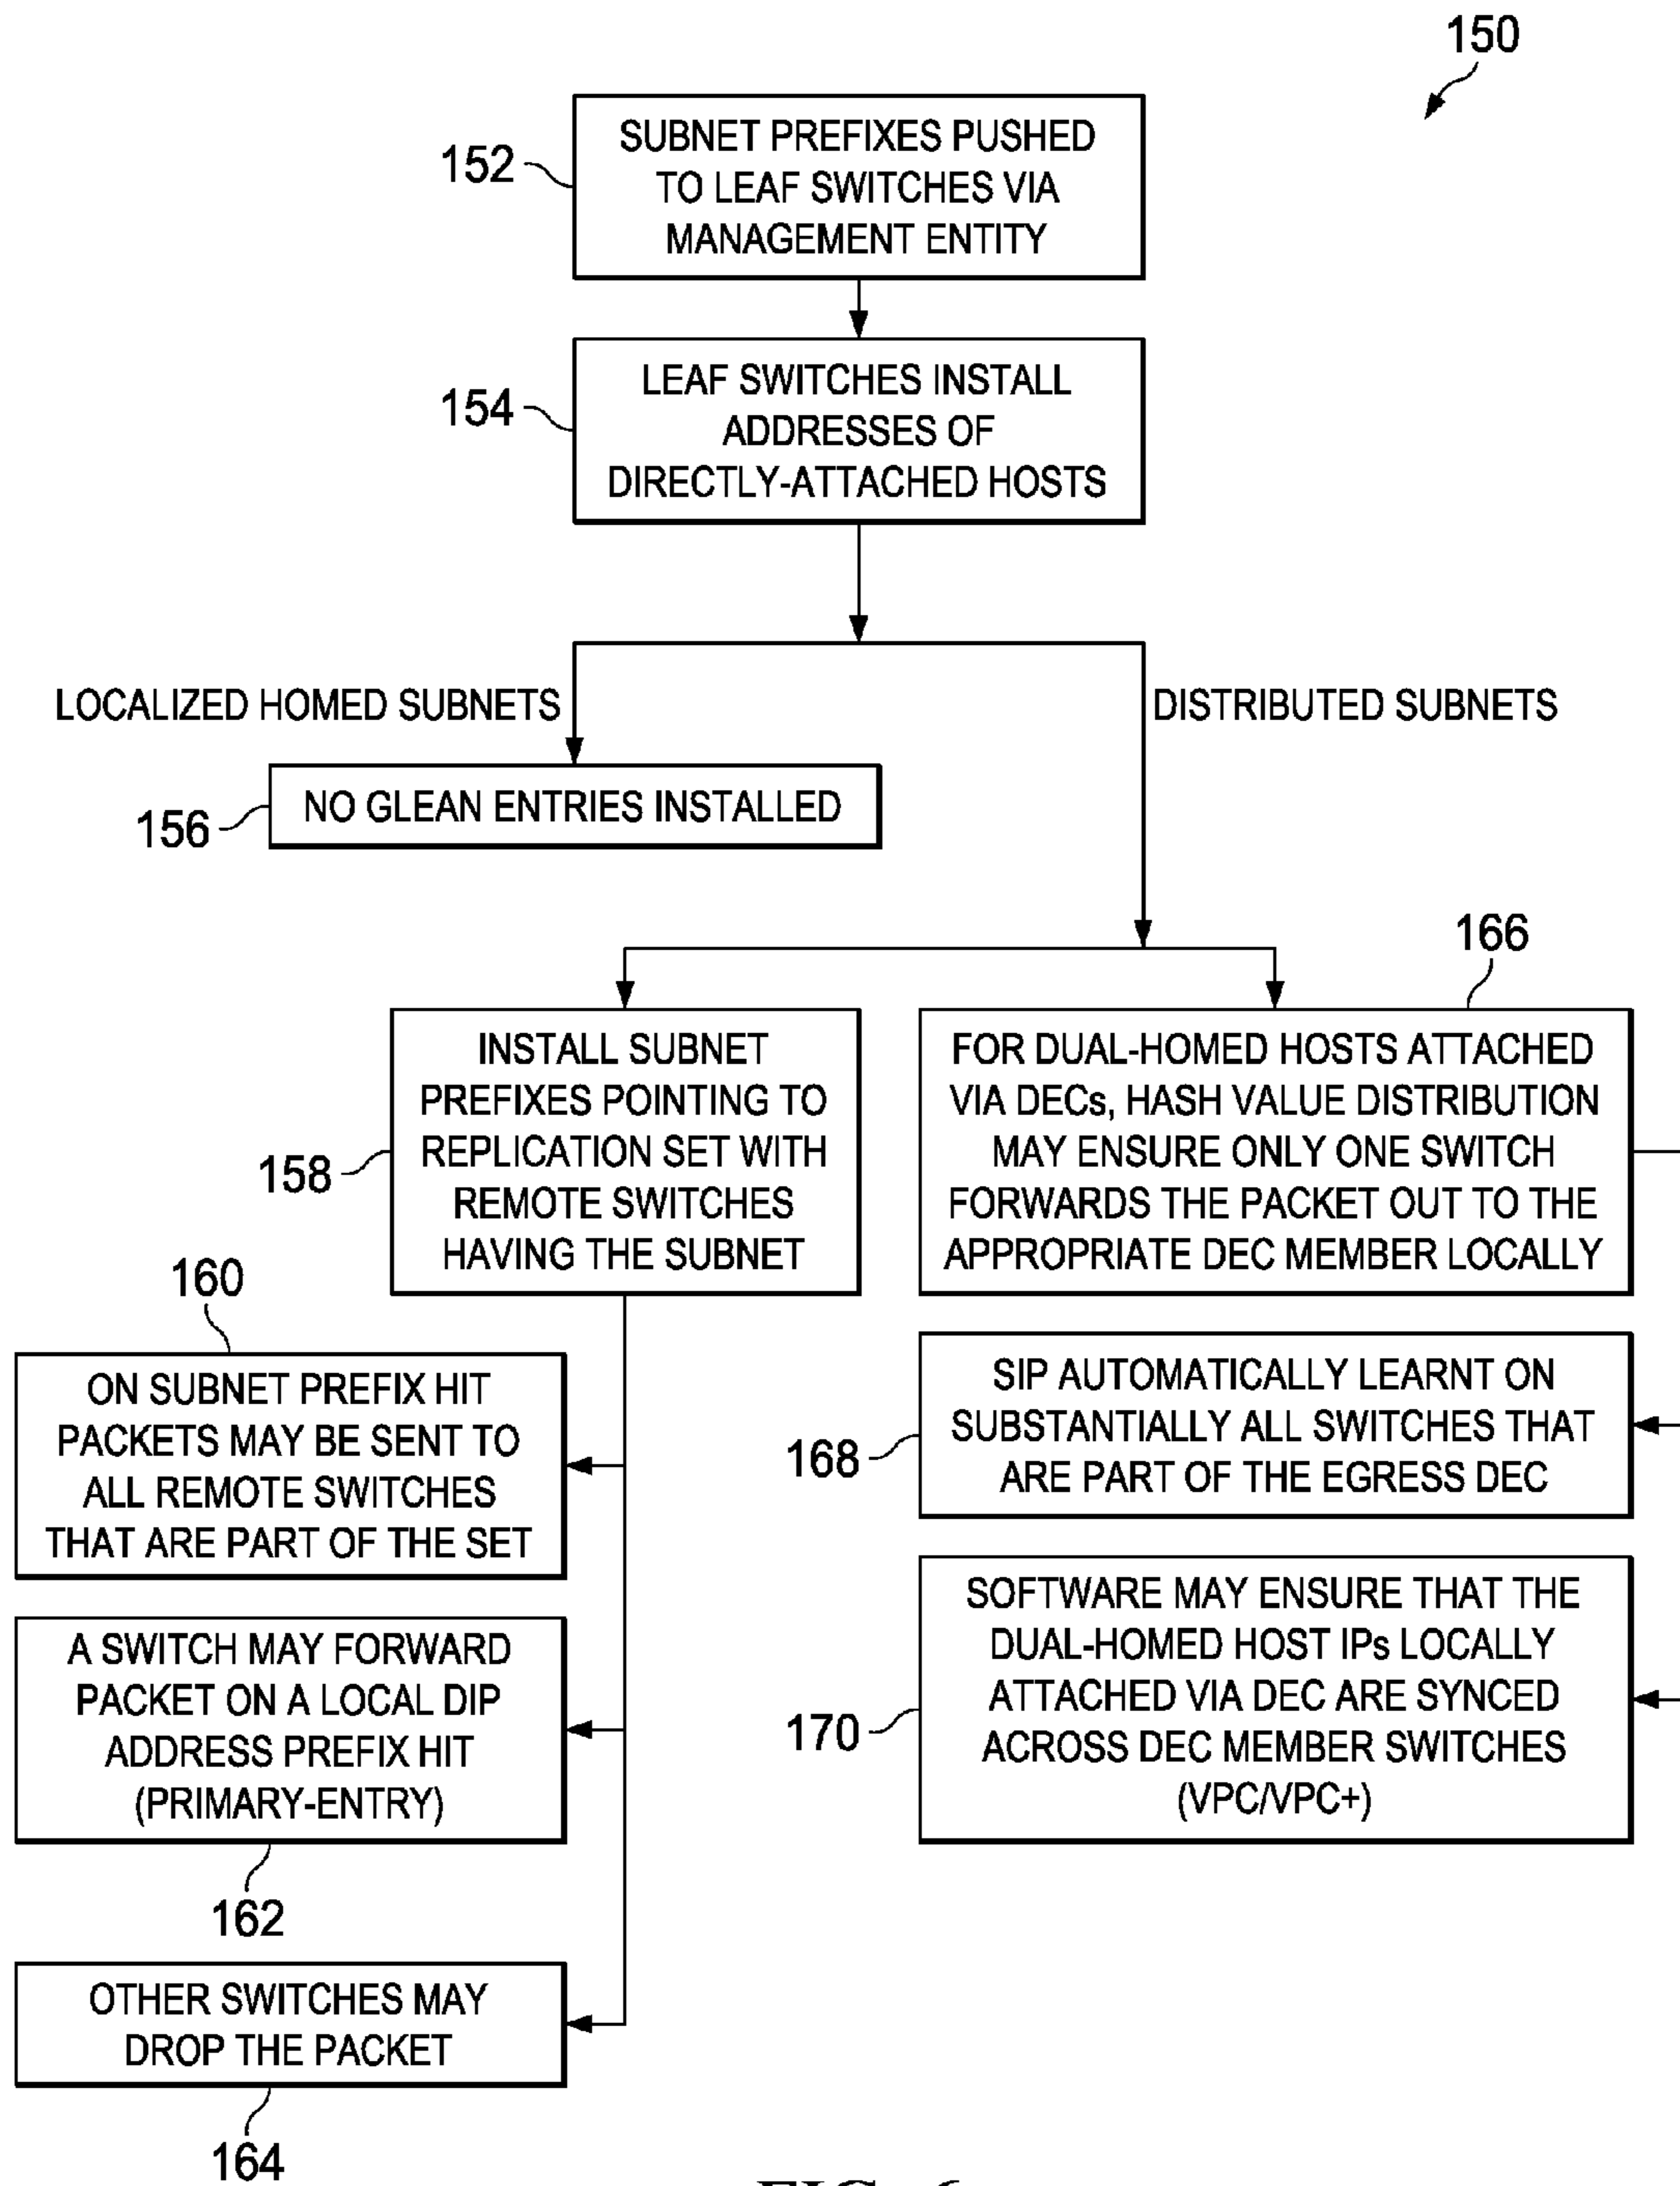 150
152
SUBNET PREFIXES PUSHED
TO LEAF SWITCHES VIA
MANAGEMENT ENTITY
154
LEAF SWITCHES INSTALL
ADDRESSES OF
DIRECTLY-ATTACHED HOSTS
LOCALIZED HOMED SUBNETS
DISTRIBUTED SUBNETS
156
NO GLEAN ENTRIES INSTALLED
158
INSTALL SUBNET
PREFIXES POINTING TO
REPLICATION SET WITH
REMOTE SWITCHES
HAVING THE SUBNET
166
FOR DUAL-HOMED HOSTS ATTACHED
VIA DECs, HASH VALUE DISTRIBUTION
MAY ENSURE ONLY ONE SWITCH
FORWARDS THE PACKET OUT TO THE
APPROPRIATE DEC MEMBER LOCALLY
160
ON SUBNET PREFIX HIT
PACKETS MAY BE SENT TO
ALL REMOTE SWITCHES
THAT ARE PART OF THE SET
168
SIP AUTOMATICALLY LEARNT ON
SUBSTANTIALLY ALL SWITCHES THAT
ARE PART OF THE EGRESS DEC
A SWITCH MAY FORWARD
PACKET ON A LOCAL DIP
ADDRESS PREFIX HIT
(PRIMARY-ENTRY)
162
170
SOFTWARE MAY ENSURE THAT THE
DUAL-HOMED HOST IPs LOCALLY
ATTACHED VIA DEC ARE SYNCED
ACROSS DEC MEMBER SWITCHES
(VPC/VPC+)
OTHER SWITCHES MAY
DROP THE PACKET
164